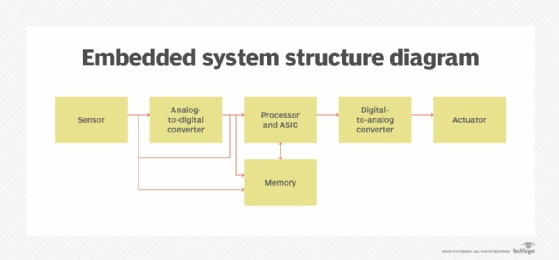 Embedded system structure diagram
Sensor
Analog-
to-digital
converter
Processor
and ASIC
Digital-
to-analog
converter
Actuator
Memory
TechTarget